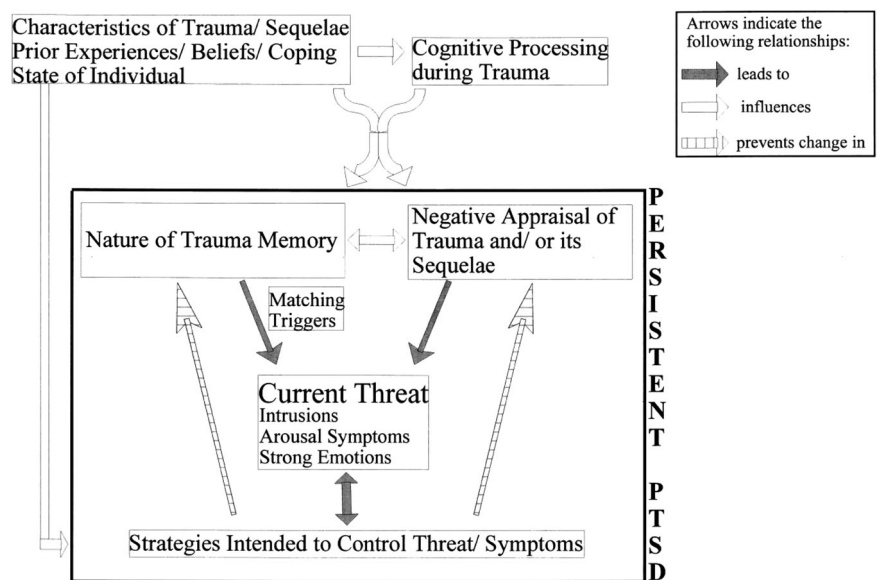 Characteristics of Trauma/ Sequelae
Prior Experiences/ Beliefs/ Coping
State of Individual
Cognitive Processing
during Trauma
Arrows indicate the
following relationships:
leads to
influences
prevents change in
Nature of Trauma Memory
Negative Appraisal of
Trauma and/ or its
Sequelae
Matching
Triggers
Current Threat
Intrusions
Arousal Symptoms
Strong Emotions
Strategies Intended to Control Threat/ Symptoms
PERSISTENT PTSD